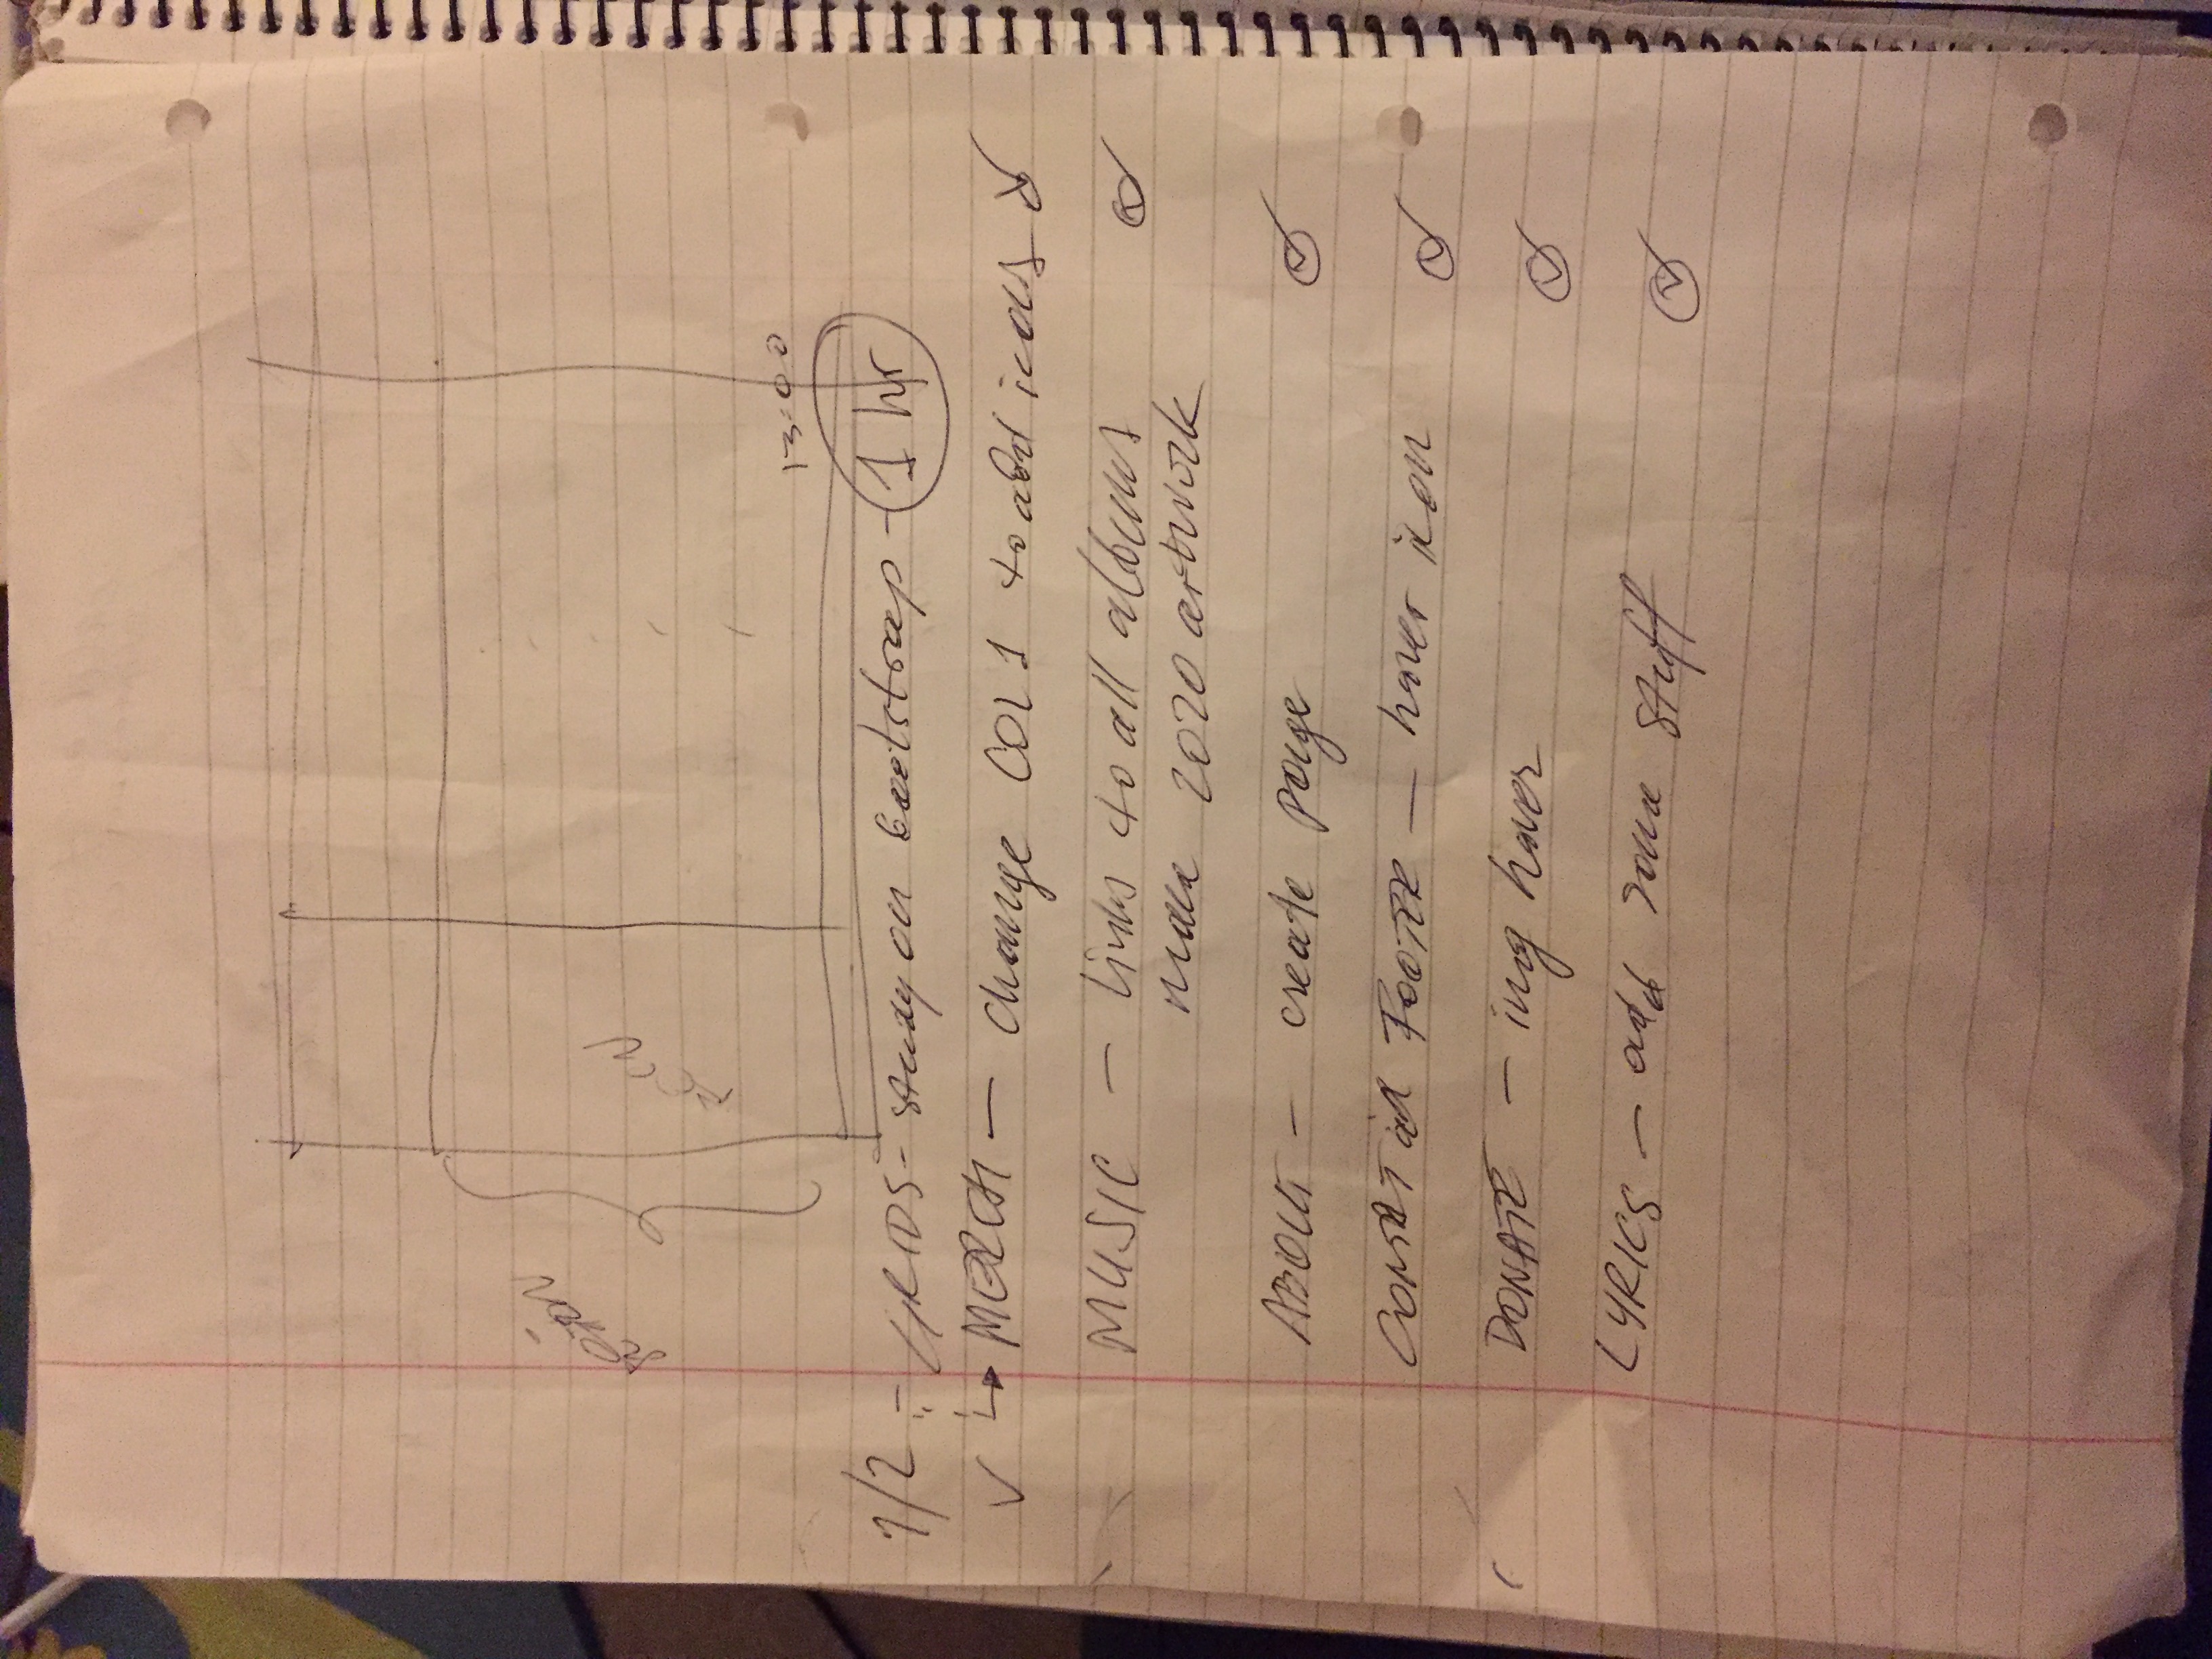 section
ROW
13:00
1/2 - GRIDS - study on bootstrap - 1 hr
✓ → MERCH - change COL 1 to add icons ✓
MUSIC - links to all albums ✓
make 2020 artwork
ABOUT - create page ✓
CONTACT FOOTER - hover icon ✓
DONATE - img hover ✓
LYRICS - add some stuff ✓